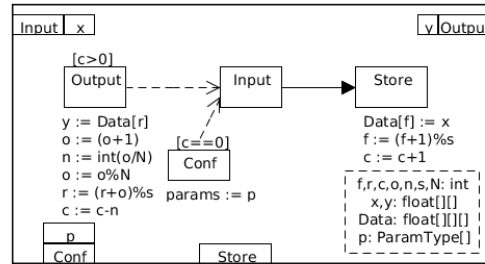 Input x
y Output
[c>0]
Output
Input
Store
y := Data[r]
o := (o+1)
n := int(o/N)
o := o%N
r := (r+o)%s
c := c-n
[c==0]
Conf
params := p
Data[f] := x
f := (f+1)%s
c := c+1
f,r,c,o,n,s,N: int
x,y: float[][]
Data: float[][][]
p: ParamType[]
p
Conf
Store